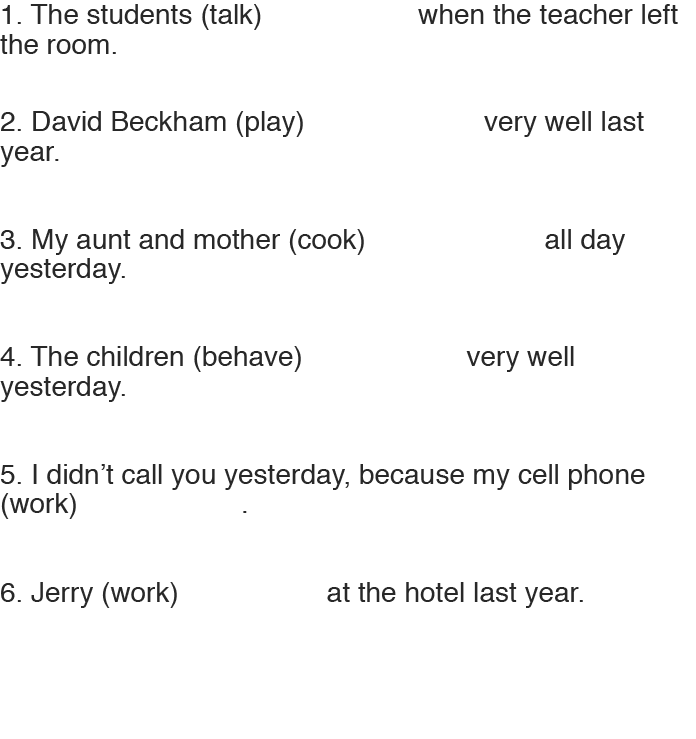 1. The students (talk) when the teacher left
the room.
2. David Beckham (play) very well last
year.
3. My aunt and mother (cook) all day
yesterday.
4. The children (behave) very well
yesterday.
5. I didn’t call you yesterday, because my cell phone
(work) .
6. Jerry (work) at the hotel last year.